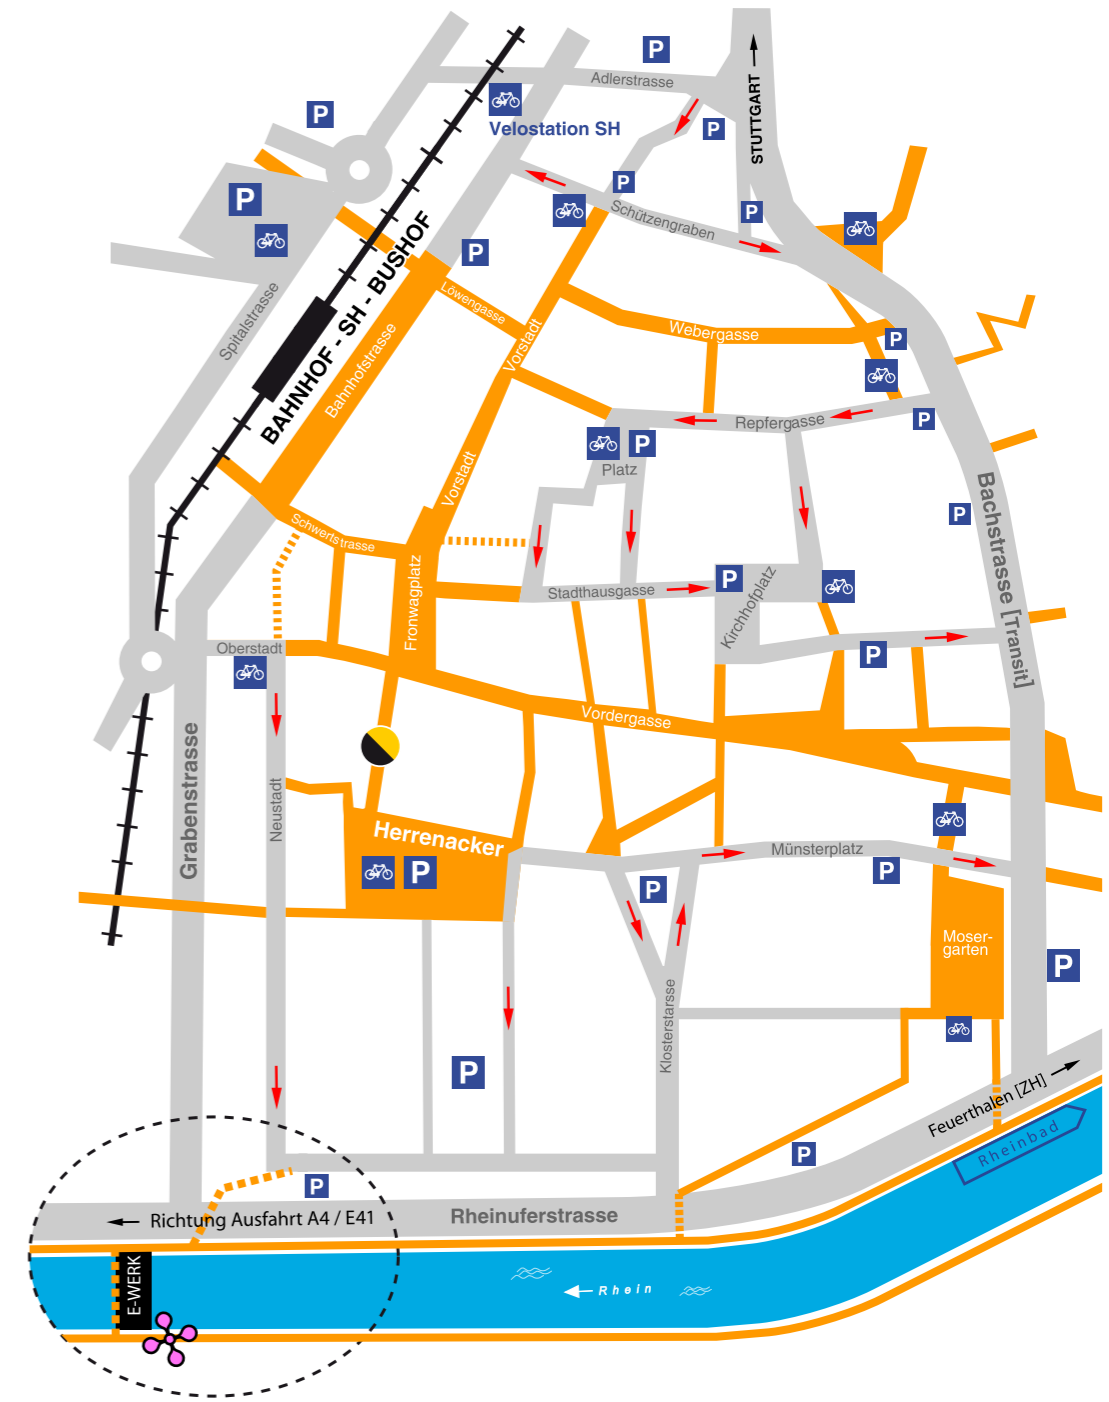 P
Adlerstrasse
STUTTGART
P
Velostation SH
P
P
P
P
Schützengraben
P
P
BAHNHOF - SH - BUSHOF
Spitalstrasse
Löwengasse
Bahnhofstrasse
Vorstadt
Webergasse
P
Repfergasse
P
P
Platz
Vorstadt
Bachstrasse [Transit]
P
Schwertstrasse
Fronwagplatz
Stadthausgasse
P
Kirchhofplatz
Oberstadt
P
Vordergasse
Grabenstrasse
Neustadt
Herrenacker
P
Münsterplatz
P
P
Moser-
garten
P
Klosterstarsse
P
Feuerthalen [ZH]
Rheinbad
P
P
Richtung Ausfahrt A4 / E41
Rheinuferstrasse
E-WERK
Rhein